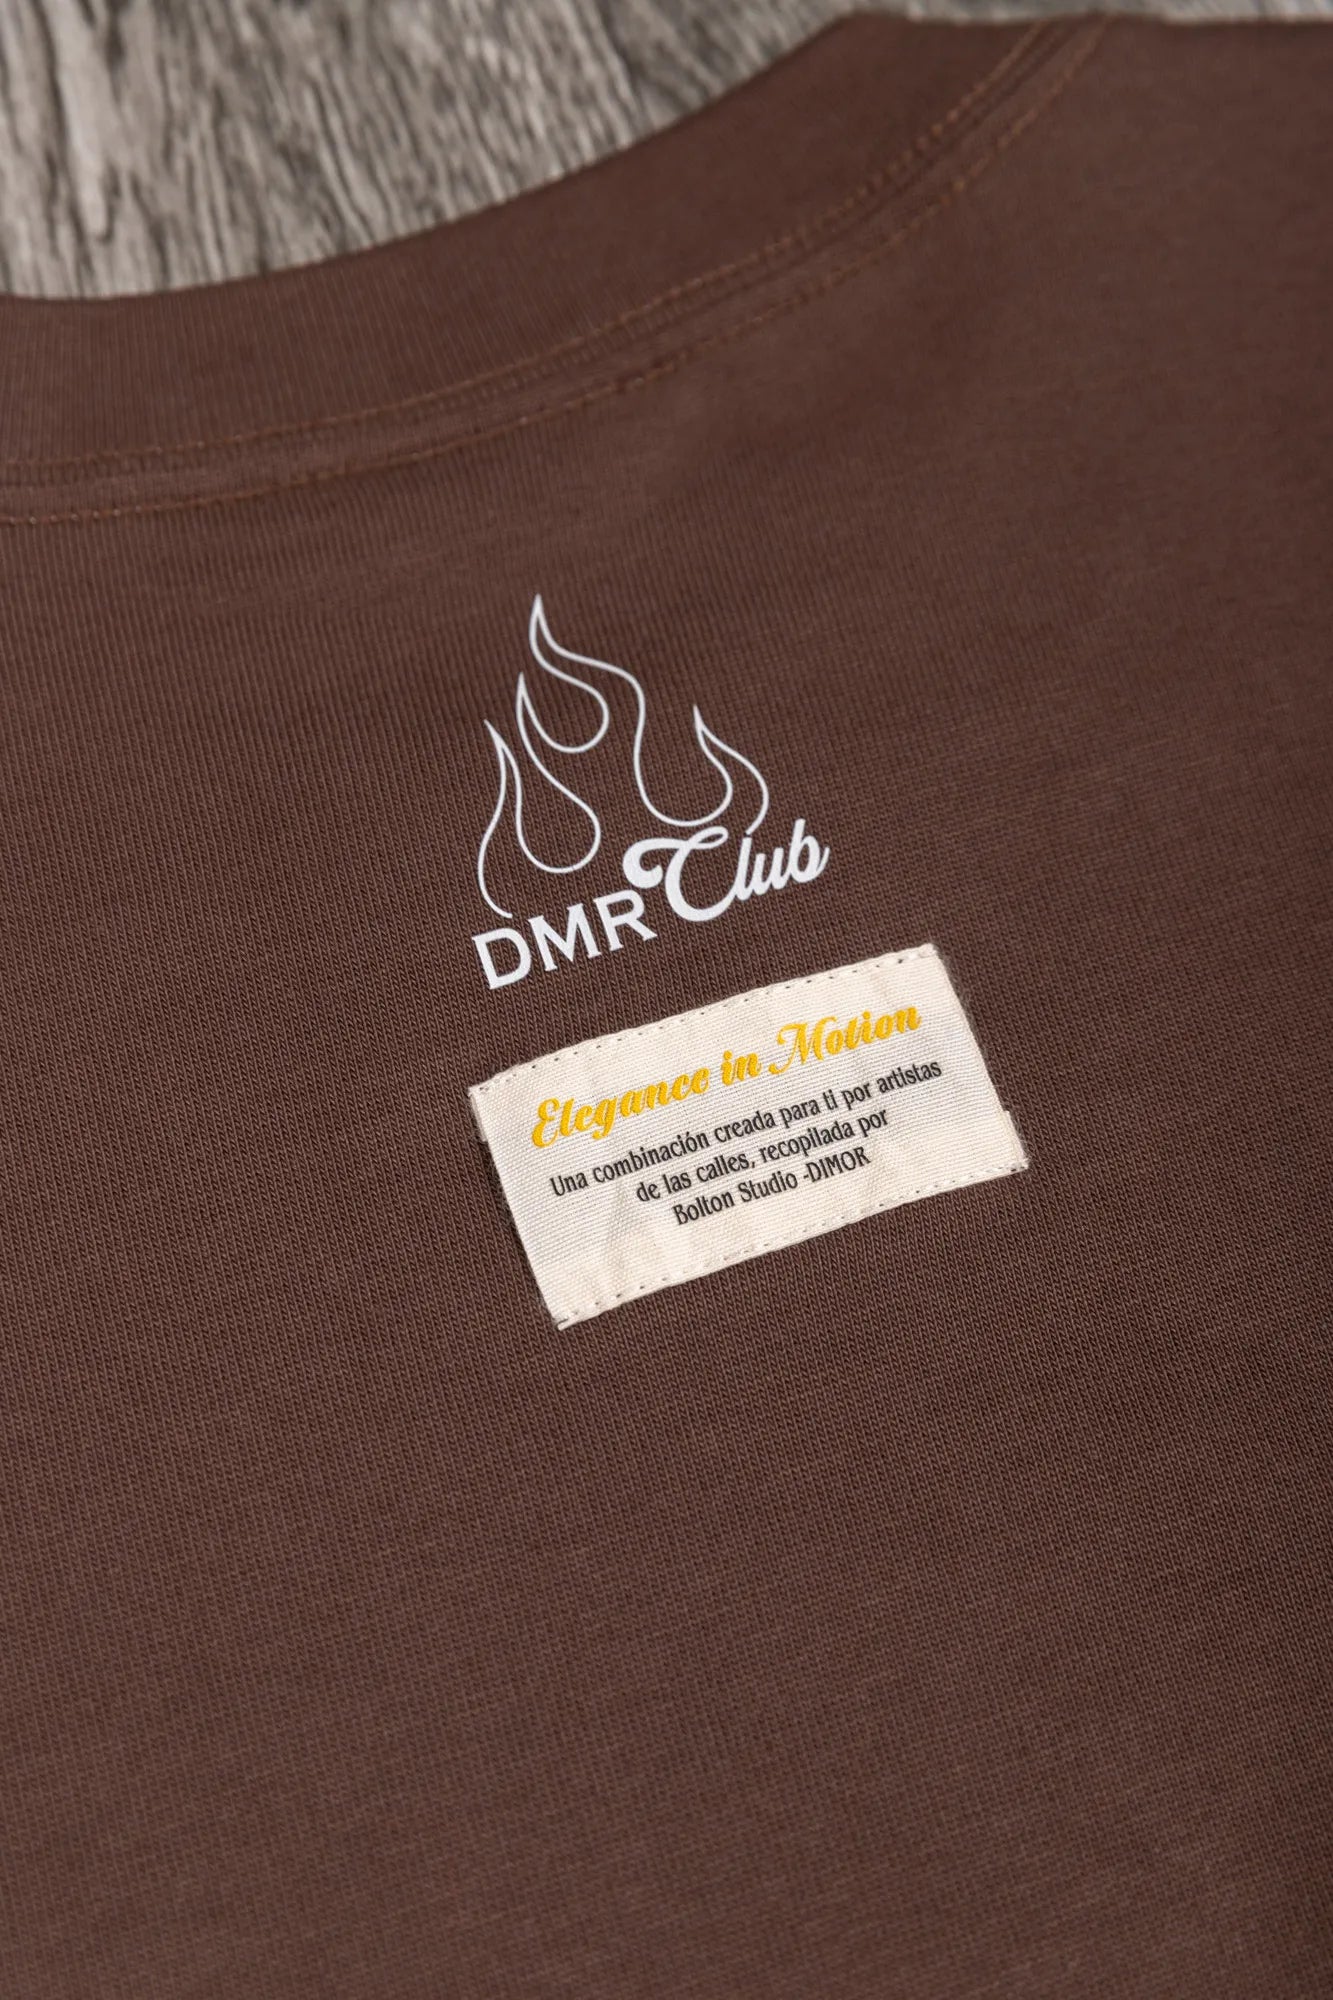 DMR Club
Elegance in Motion
Una combinación creada para ti por artistas
de las calles, recopilada por
Bolton Studio -DIMOR